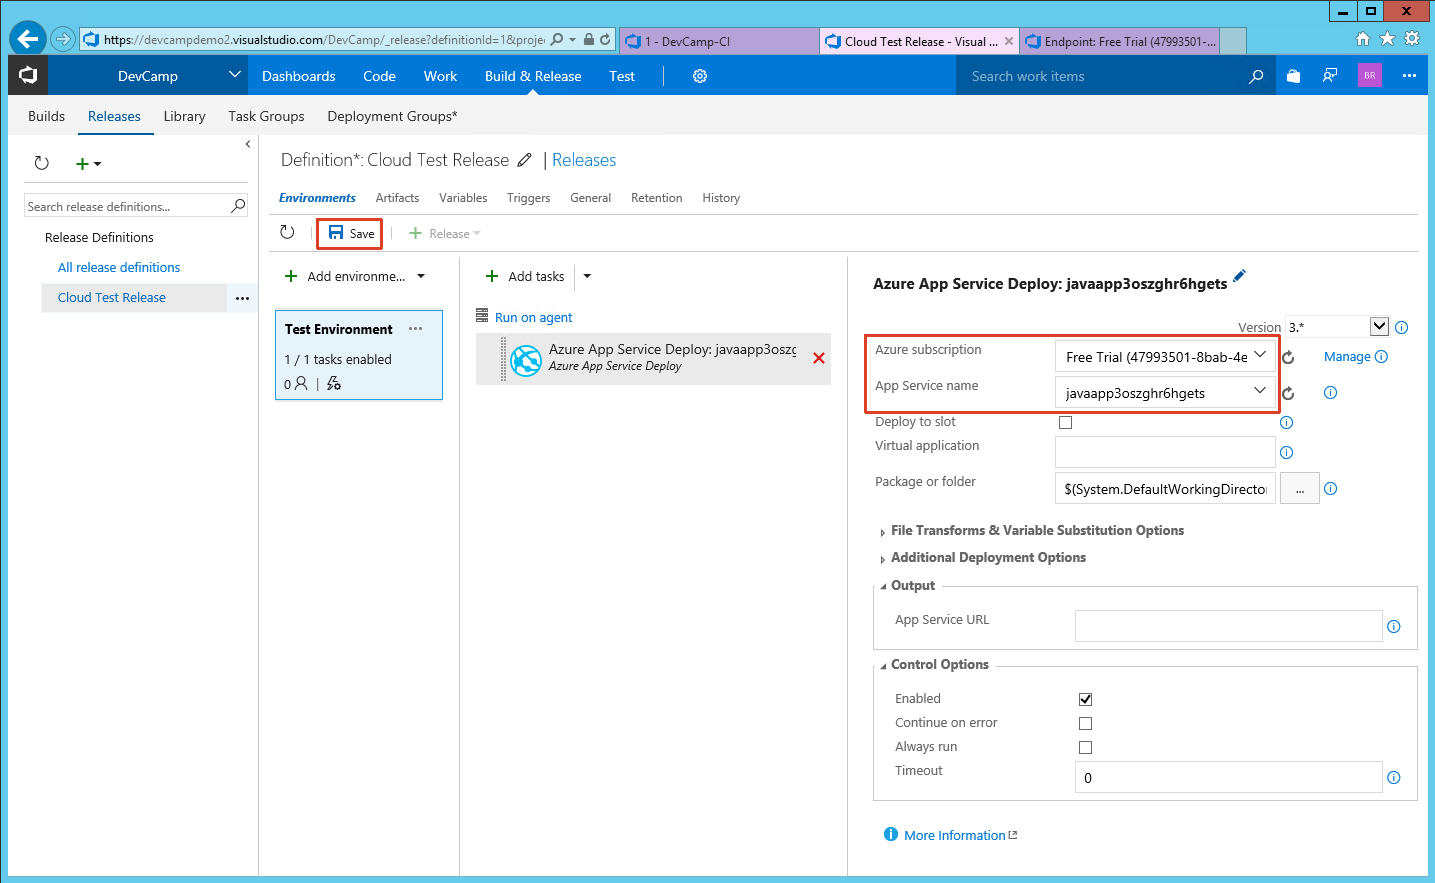 https://devcampdemo2.visualstudio.com/DevCamp/_release?definitionId=1&proje
1 - DevCamp-CI
Cloud Test Release - Visual ...
Endpoint: Free Trial (47993501-...
DevCamp
Dashboards
Code
Work
Build & Release
Test
Search work items
BR
Builds
Releases
Library
Task Groups
Deployment Groups*
Search release definitions...
Release Definitions
All release definitions
Cloud Test Release
Definition*: Cloud Test Release
| Releases
Environments
Artifacts
Variables
Triggers
General
Retention
History
Save
Release
Add environme...
Add tasks
Test Environment
1 / 1 tasks enabled
0
Run on agent
Azure App Service Deploy: javaapp3oszg
Azure App Service Deploy
Azure App Service Deploy: javaapp3oszghr6hgets
Version 3.*
Azure subscription
Free Trial (47993501-8bab-4e
Manage
App Service name
javaapp3oszghr6hgets
Deploy to slot
Virtual application
Package or folder
$(System.DefaultWorkingDirecto
...
File Transforms & Variable Substitution Options
Additional Deployment Options
Output
App Service URL
Control Options
Enabled
Continue on error
Always run
Timeout
0
More Information